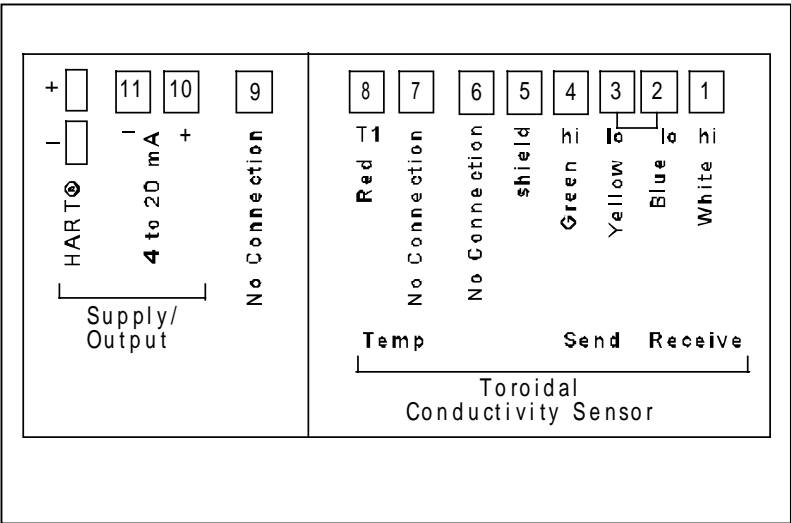 + 11 10 9 8 7 6 5 4 3 2 1
−
HART®
− 4 to 20 mA +
No Connection
T1 Red
No Connection
No Connection
shield
hi Green
lo Yellow
lo Blue
hi White
Supply/
Output
Temp Send Receive
Toroidal
Conductivity Sensor